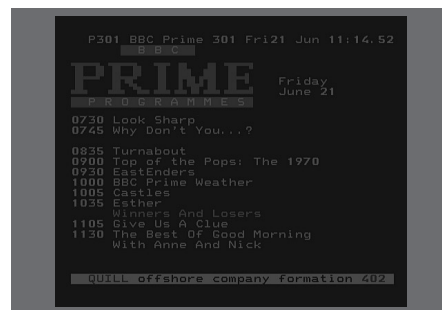 P301 BBC Prime 301 Fri21 Jun 11:14.52
BBC
PRIME
Friday
June 21
PROGRAMMES
0730 Look Sharp
0745 Why Don't You...?
0835 Turnabout
0900 Top of the Pops: The 1970
0930 EastEnders
1000 BBC Prime Weather
1005 Castles
1035 Esther
Winners And Losers
1105 Give Us A Clue
1130 The Best Of Good Morning
With Anne And Nick
QUILL offshore company formation 402